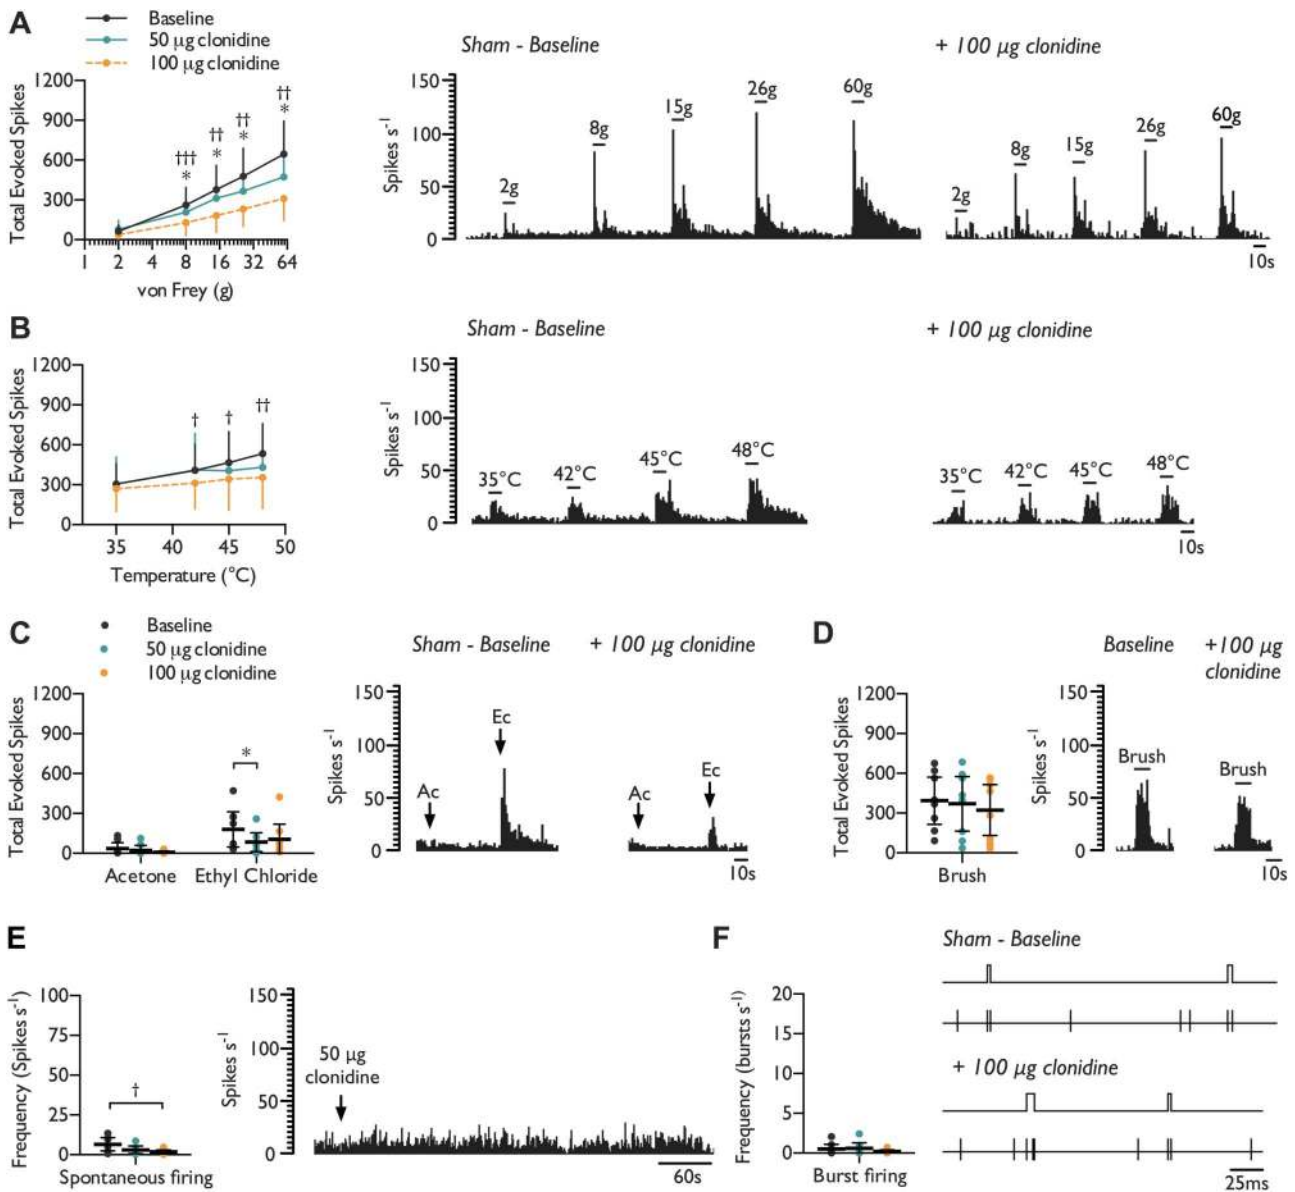 A
Baseline
50 µg clonidine
100 µg clonidine
Total Evoked Spikes
1200
900
600
300
0
†††
*
††
*
††
*
††
*
1 2 4 8 16 32 64
von Frey (g)
Sham - Baseline
+ 100 µg clonidine
Spikes s⁻¹
150
100
50
0
2g
8g
15g
26g
60g
2g
8g
15g
26g
60g
10s
B
Total Evoked Spikes
1200
900
600
300
0
†
†
††
35 40 45 50
Temperature (°C)
Sham - Baseline
+ 100 µg clonidine
Spikes s⁻¹
150
100
50
0
35°C
42°C
45°C
48°C
35°C
42°C
45°C
48°C
10s
C
Baseline
50 µg clonidine
100 µg clonidine
Total Evoked Spikes
1200
900
600
300
0
*
Acetone Ethyl Chloride
Sham - Baseline
+ 100 µg clonidine
Spikes s⁻¹
150
100
50
0
Ac
Ec
Ac
Ec
10s
D
Total Evoked Spikes
1200
900
600
300
0
Brush
Baseline
+100 µg
clonidine
Spikes s⁻¹
150
100
50
0
Brush
Brush
10s
E
Frequency (Spikes s⁻¹)
100
75
50
25
0
†
Spontaneous firing
Spikes s⁻¹
150
100
50
0
50 µg
clonidine
60s
F
Frequency (bursts s⁻¹)
20
15
10
5
0
Burst firing
Sham - Baseline
+ 100 µg clonidine
25ms